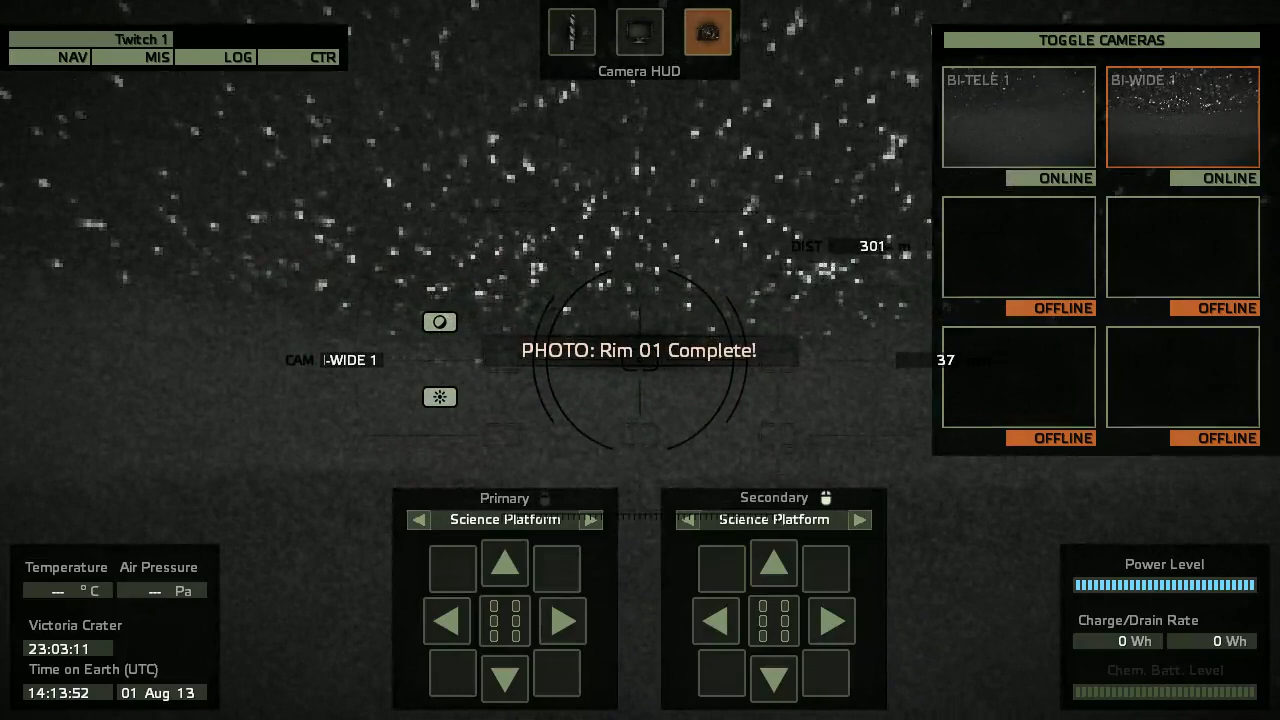 Twitch 1
NAV MIS LOG CTR
Camera HUD
TOGGLE CAMERAS
BI-TELE 1
BI-WIDE 1
ONLINE
ONLINE
DIST 301 m
OFFLINE
OFFLINE
PHOTO: Rim 01 Complete!
CAM I-WIDE 1
37
OFFLINE
OFFLINE
Primary
Science Platform
Secondary
Science Platform
Temperature Air Pressure
--- °C --- Pa
Victoria Crater
23:03:11
Time on Earth (UTC)
14:13:52 01 Aug 13
Power Level
Charge/Drain Rate
0 Wh 0 Wh
Chem. Batt. Level